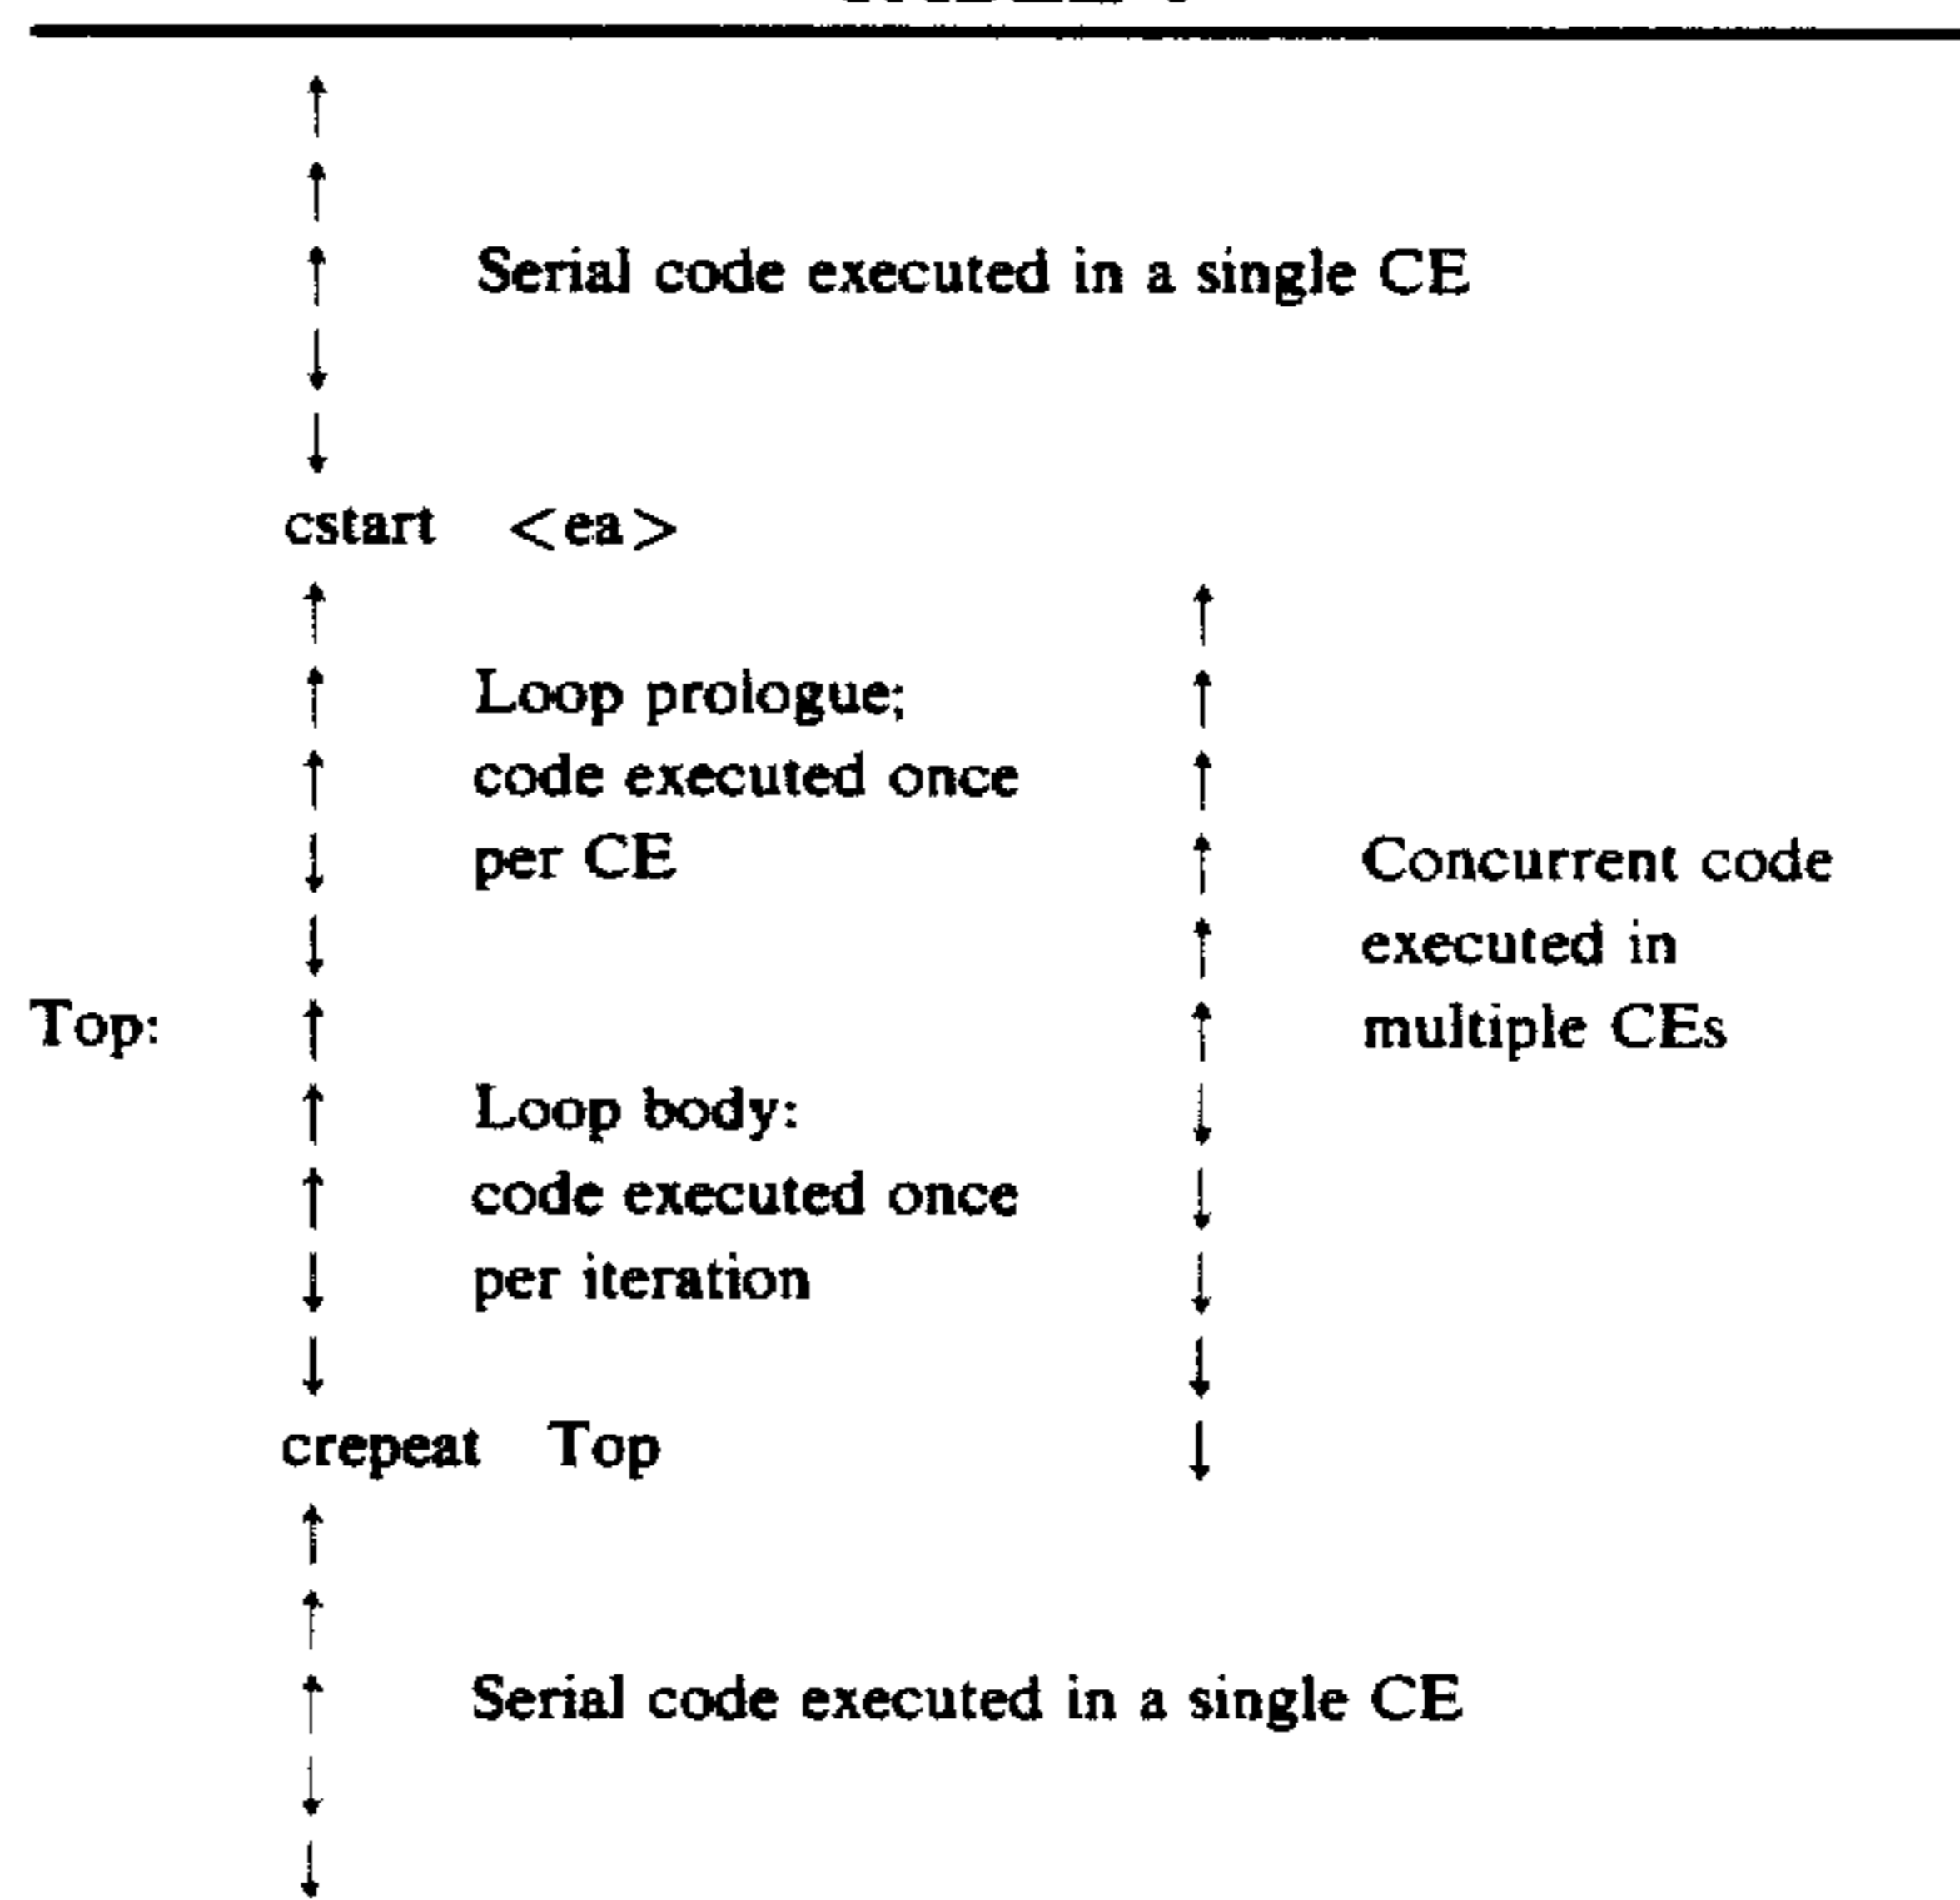 Serial code executed in a single CE
cstart <ea>
Loop prologue;
code executed once
per CE
Concurrent code
executed in
multiple CEs
Top:
Loop body:
code executed once
per iteration
crepeat Top
Serial code executed in a single CE